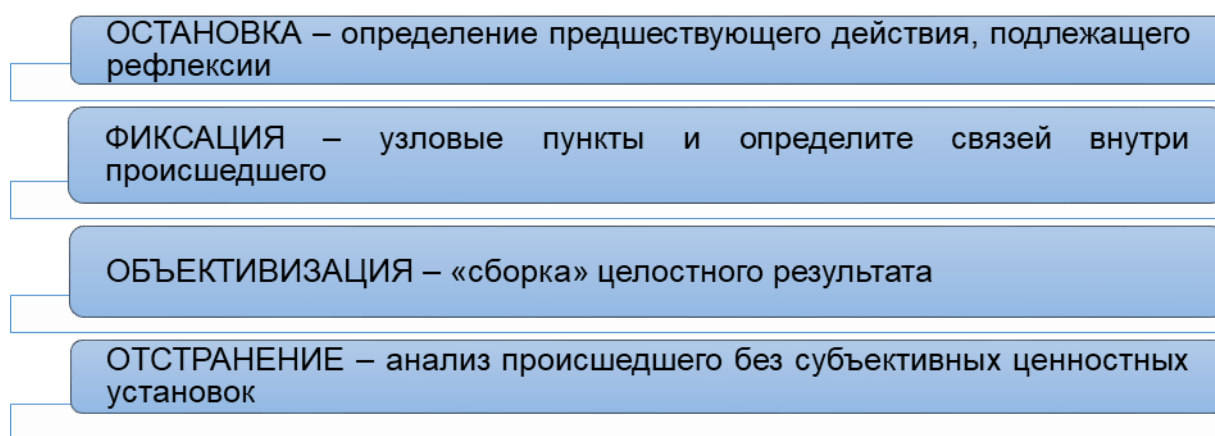 ОСТАНОВКА – определение предшествующего действия, подлежащего
рефлексии
ФИКСАЦИЯ – узловые пункты и определите связей внутри
происшедшего
ОБЪЕКТИВИЗАЦИЯ – «сборка» целостного результата
ОТСТРАНЕНИЕ – анализ происшедшего без субъективных ценностных
установок